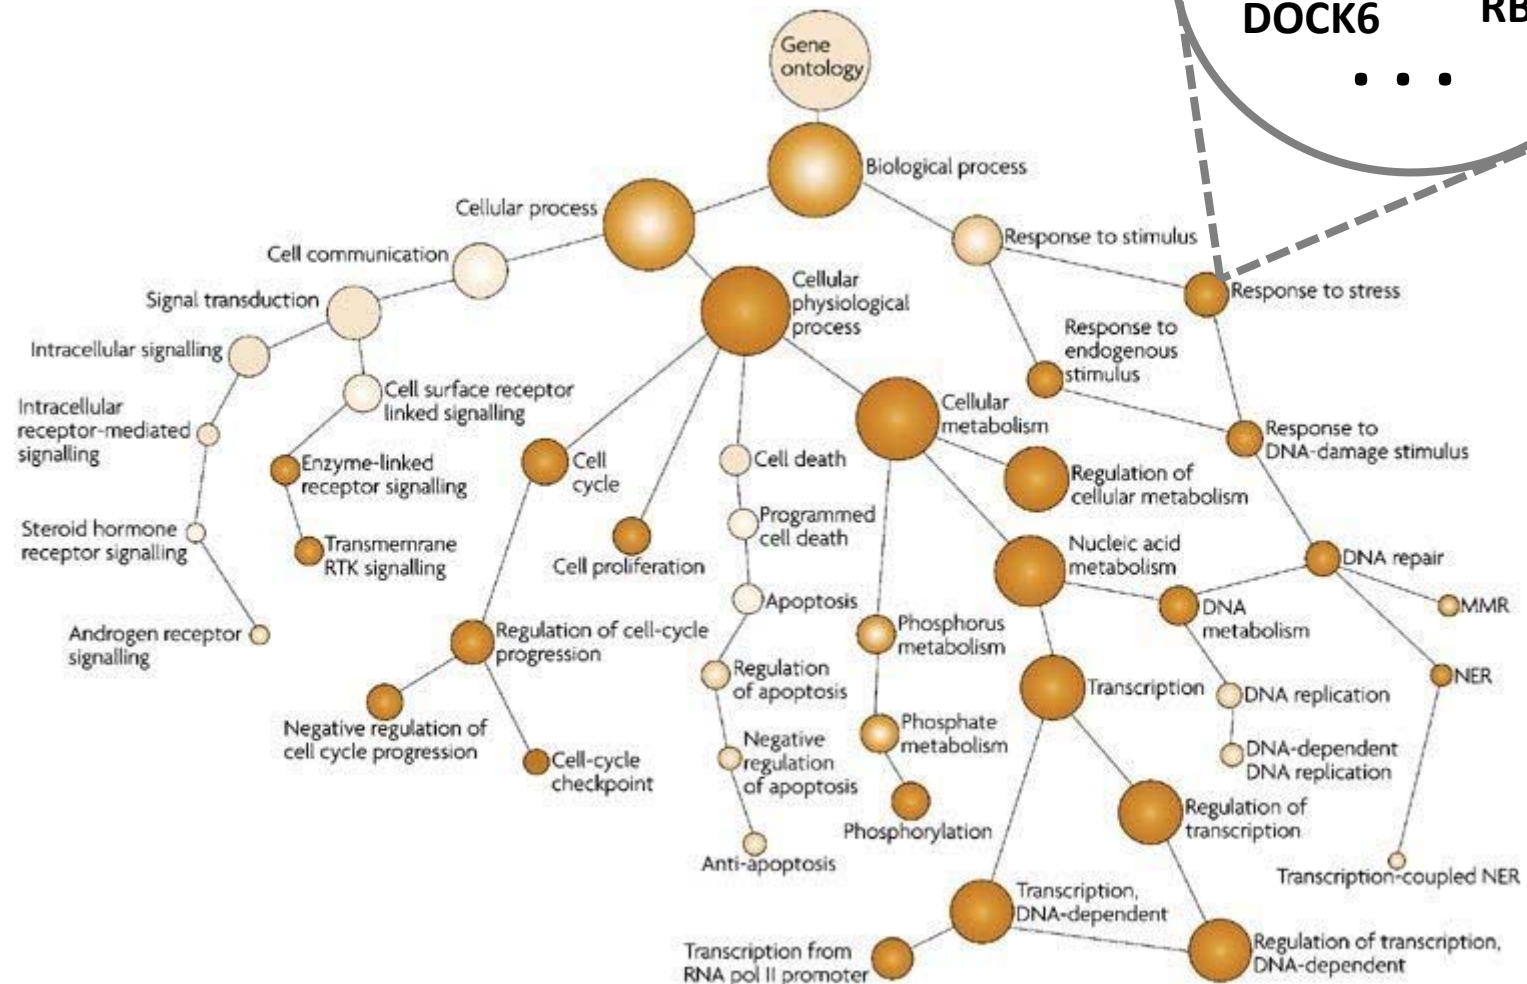 DOCK6
RB
. . .
Gene
ontology
Biological process
Cellular process
Response to stimulus
Cell communication
Cellular
physiological
process
Response to stress
Signal transduction
Response to
endogenous
stimulus
Intracellular signalling
Cell surface receptor
linked signalling
Cellular
metabolism
Intracellular
receptor-mediated
signalling
Response to
DNA-damage stimulus
Enzyme-linked
receptor signalling
Cell
cycle
Cell death
Regulation of
cellular metabolism
Steroid hormone
receptor signalling
Programmed
cell death
Transmemrane
RTK signalling
Cell proliferation
Nucleic acid
metabolism
DNA repair
Apoptosis
DNA
metabolism
MMR
Androgen receptor
signalling
Regulation of cell-cycle
progression
Phosphorus
metabolism
Regulation
of apoptosis
Transcription
DNA replication
NER
Negative regulation of
cell cycle progression
Cell-cycle
checkpoint
Negative
regulation
of apoptosis
Phosphate
metabolism
DNA-dependent
DNA replication
Phosphorylation
Regulation of
transcription
Anti-apoptosis
Transcription-coupled NER
Transcription,
DNA-dependent
Transcription from
RNA pol II promoter
Regulation of transcription,
DNA-dependent